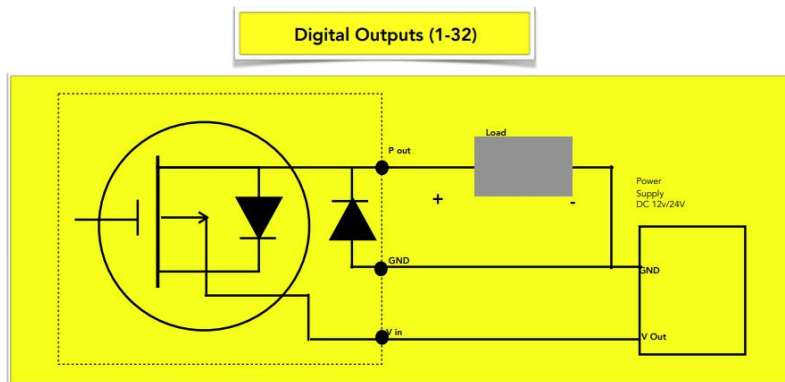 Digital Outputs (1-32)
Load
P out
Power
Supply
DC 12v/24V
+
-
GND
GND
V in
V Out